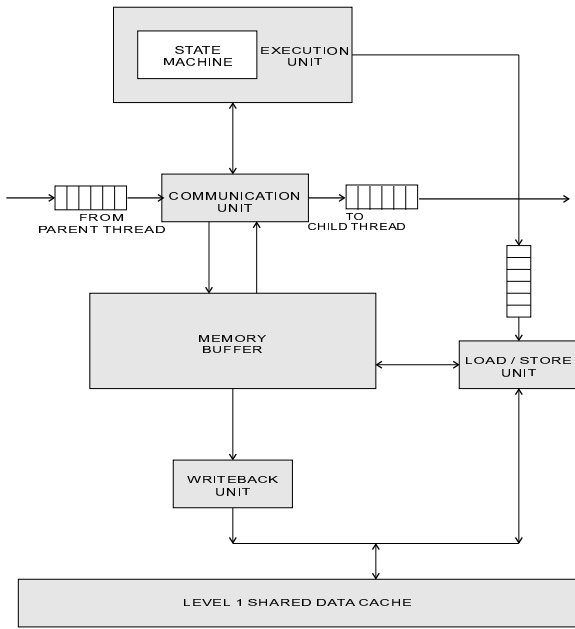 STATE
MACHINE
EXECUTION
UNIT
COMMUNICATION
UNIT
FROM
PARENT THREAD
TO
CHILD THREAD
MEMORY
BUFFER
LOAD / STORE
UNIT
WRITEBACK
UNIT
LEVEL 1 SHARED DATA CACHE